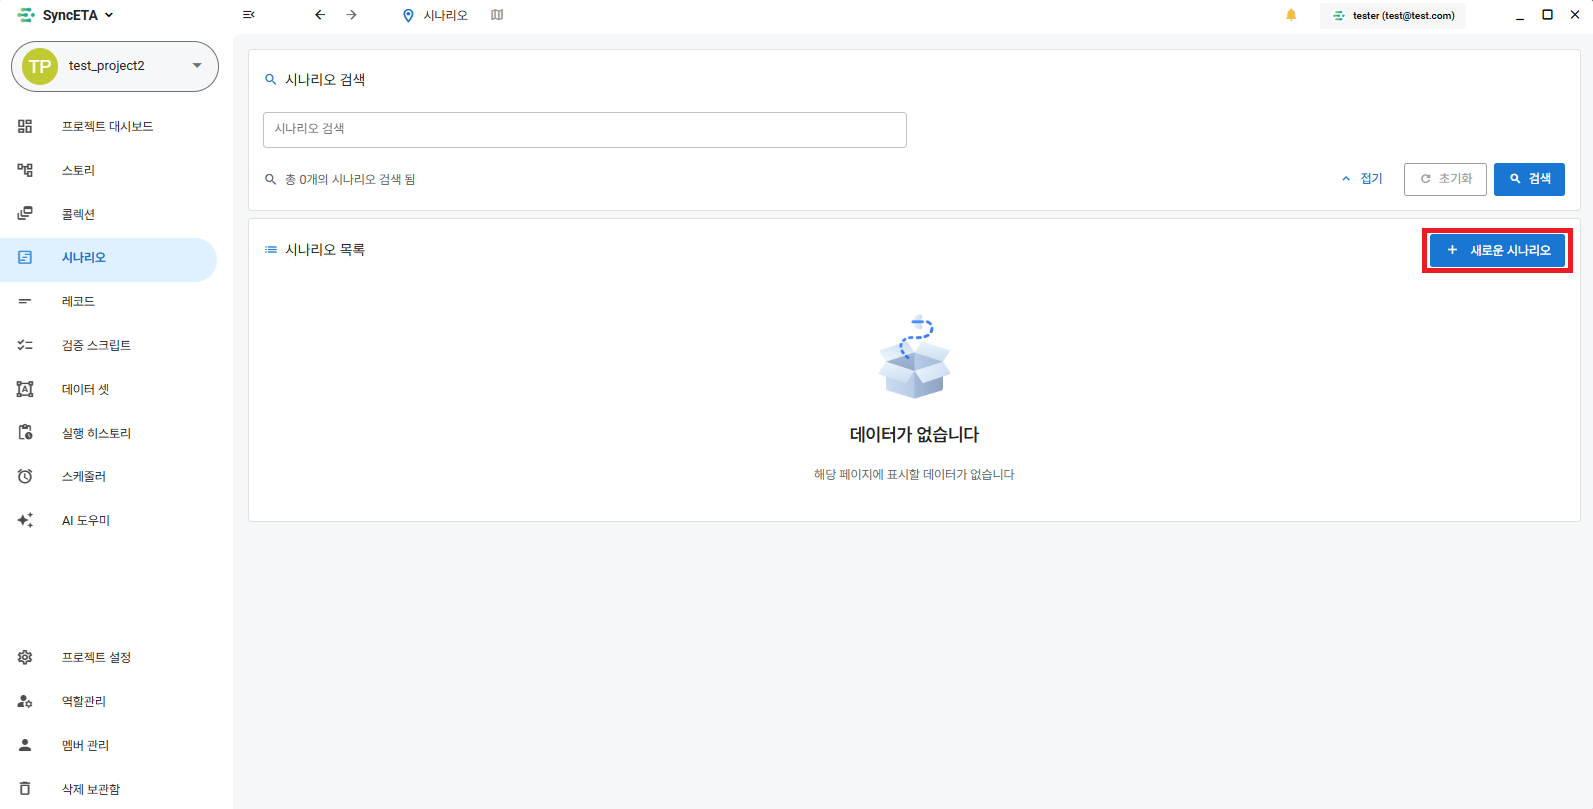 SyncETA
시나리오
tester (test@test.com)
TP
test_project2
프로젝트 대시보드
스토리
콜렉션
시나리오
레코드
검증 스크립트
데이터 셋
실행 히스토리
스케줄러
AI 도우미
프로젝트 설정
역할관리
멤버 관리
삭제 보관함
시나리오 검색
시나리오 검색
총 0개의 시나리오 검색 됨
접기
초기화
검색
시나리오 목록
새로운 시나리오
데이터가 없습니다
해당 페이지에 표시할 데이터가 없습니다